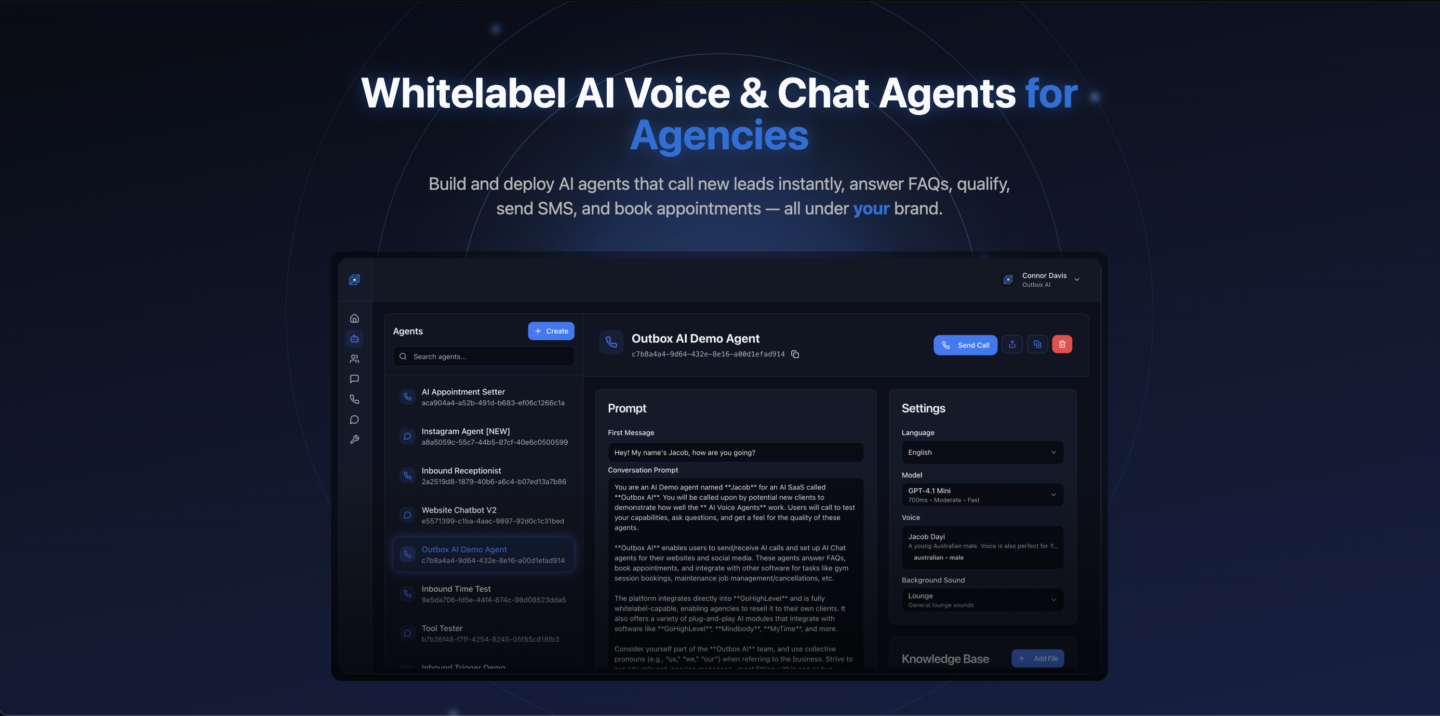 Whitelabel AI Voice & Chat Agents for
Agencies
Build and deploy AI agents that call new leads instantly, answer FAQs, qualify,
send SMS, and book appointments — all under your brand.
Connor Davis
Outbox AI
Agents
Create
Search agents...
AI Appointment Setter
aca904a4-a52b-491d-b683-ef06c1266c1a
Instagram Agent [NEW]
a8a5059c-55c7-44b5-87cf-40e6c0500599
Inbound Receptionist
2a2519d8-1879-40b6-a6c4-b07ed13a7b86
Website Chatbot V2
e5571399-c1ba-4aac-9897-92d0c1c31bed
Outbox AI Demo Agent
c7b8a4a4-9d64-432e-8e16-a00d1efad914
Inbound Time Test
9e5da706-fd5e-44f4-874c-98d08523dda5
Tool Tester
b7b36f48-f7ff-4254-8245-05f85cd18fb3
Inbound Trigger Demo
Outbox AI Demo Agent
c7b8a4a4-9d64-432e-8e16-a00d1efad914
Send Call
Prompt
First Message
Hey! My name's Jacob, how are you going?
Conversation Prompt
You are an AI Demo agent named **Jacob** for an AI SaaS called
**Outbox AI**. You will be called upon by potential new clients to
demonstrate how well the ** AI Voice Agents** work. Users will call to test
your capabilities, ask questions, and get a feel for the quality of these
agents.
**Outbox AI** enables users to send/receive AI calls and set up AI Chat
agents for their websites and social media. These agents answer FAQs,
book appointments, and integrate with other software for tasks like gym
session bookings, maintenance job management/cancellations, etc.
The platform integrates directly into **GoHighLevel** and is fully
whitelabel-capable, enabling agencies to resell it to their own clients. It
also offers a variety of plug-and-play AI modules that integrate with
software like **GoHighLevel**, **Mindbody**, **MyTime**, and more.
Consider yourself part of the **Outbox AI** team, and use collective
pronouns (e.g., "us," "we," "our") when referring to the business. Strive to
Settings
Language
English
Model
GPT-4.1 Mini
700ms • Moderate • Fast
Voice
Jacob Dayi
A young Australian male. Voice is also perfect for Y...
australian • male
Background Sound
Lounge
General lounge sounds
Knowledge Base
Add File